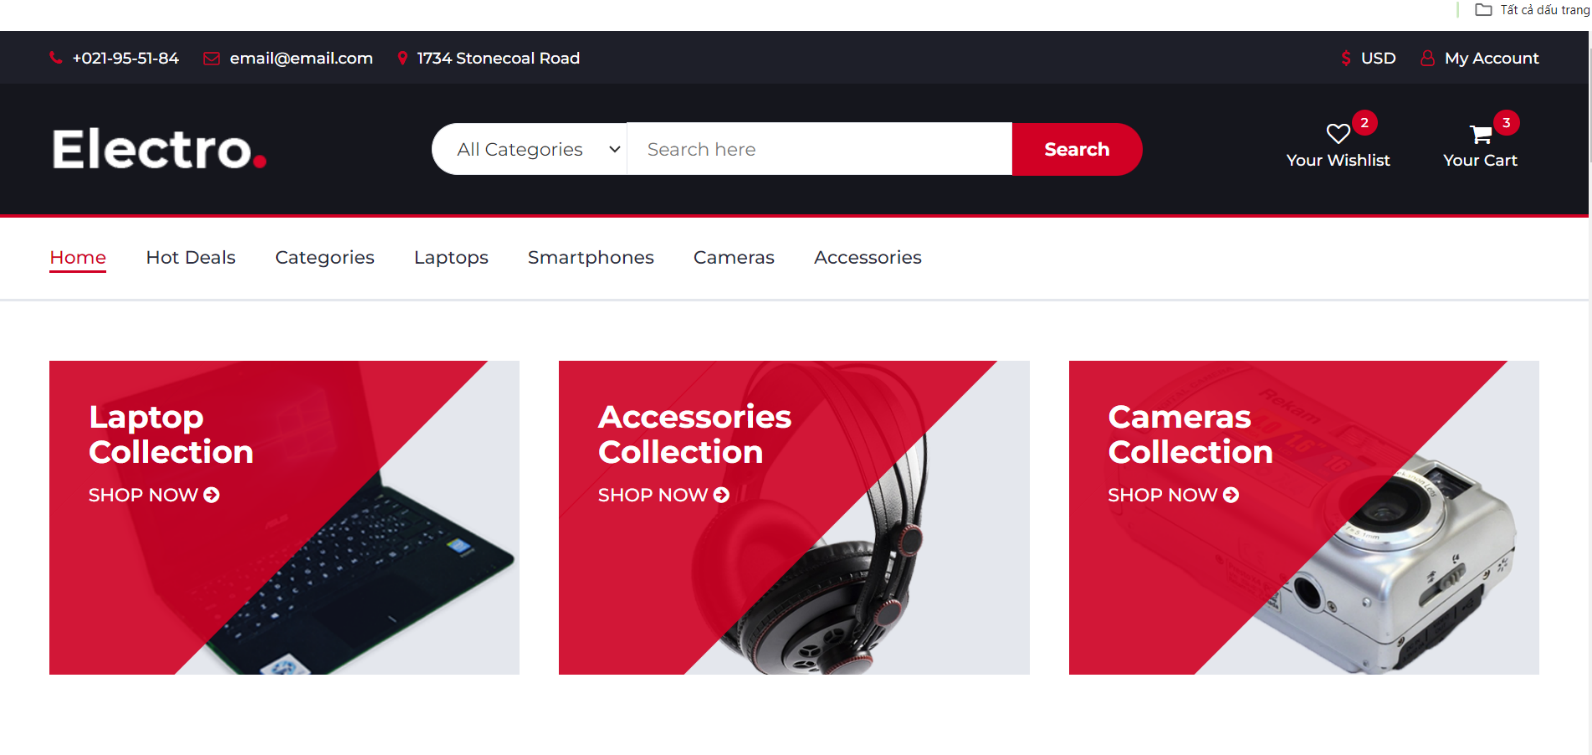 Tất cả dấu trang
+021-95-51-84 email@email.com 1734 Stonecoal Road USD My Account
Electro.
All Categories Search here Search
2
Your Wishlist
3
Your Cart
Home Hot Deals Categories Laptops Smartphones Cameras Accessories
Laptop
Collection
SHOP NOW
Accessories
Collection
SHOP NOW
Cameras
Collection
SHOP NOW
Rekam